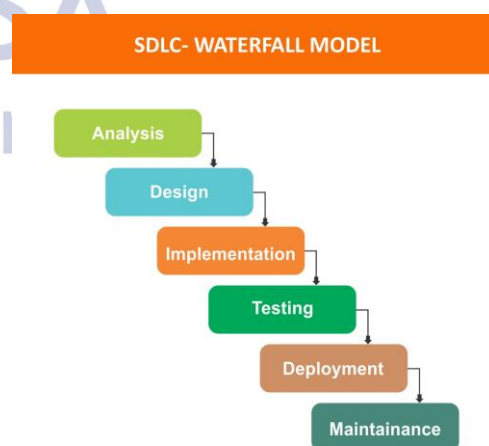 SDLC- WATERFALL MODEL
Analysis
Design
Implementation
Testing
Deployment
Maintainance